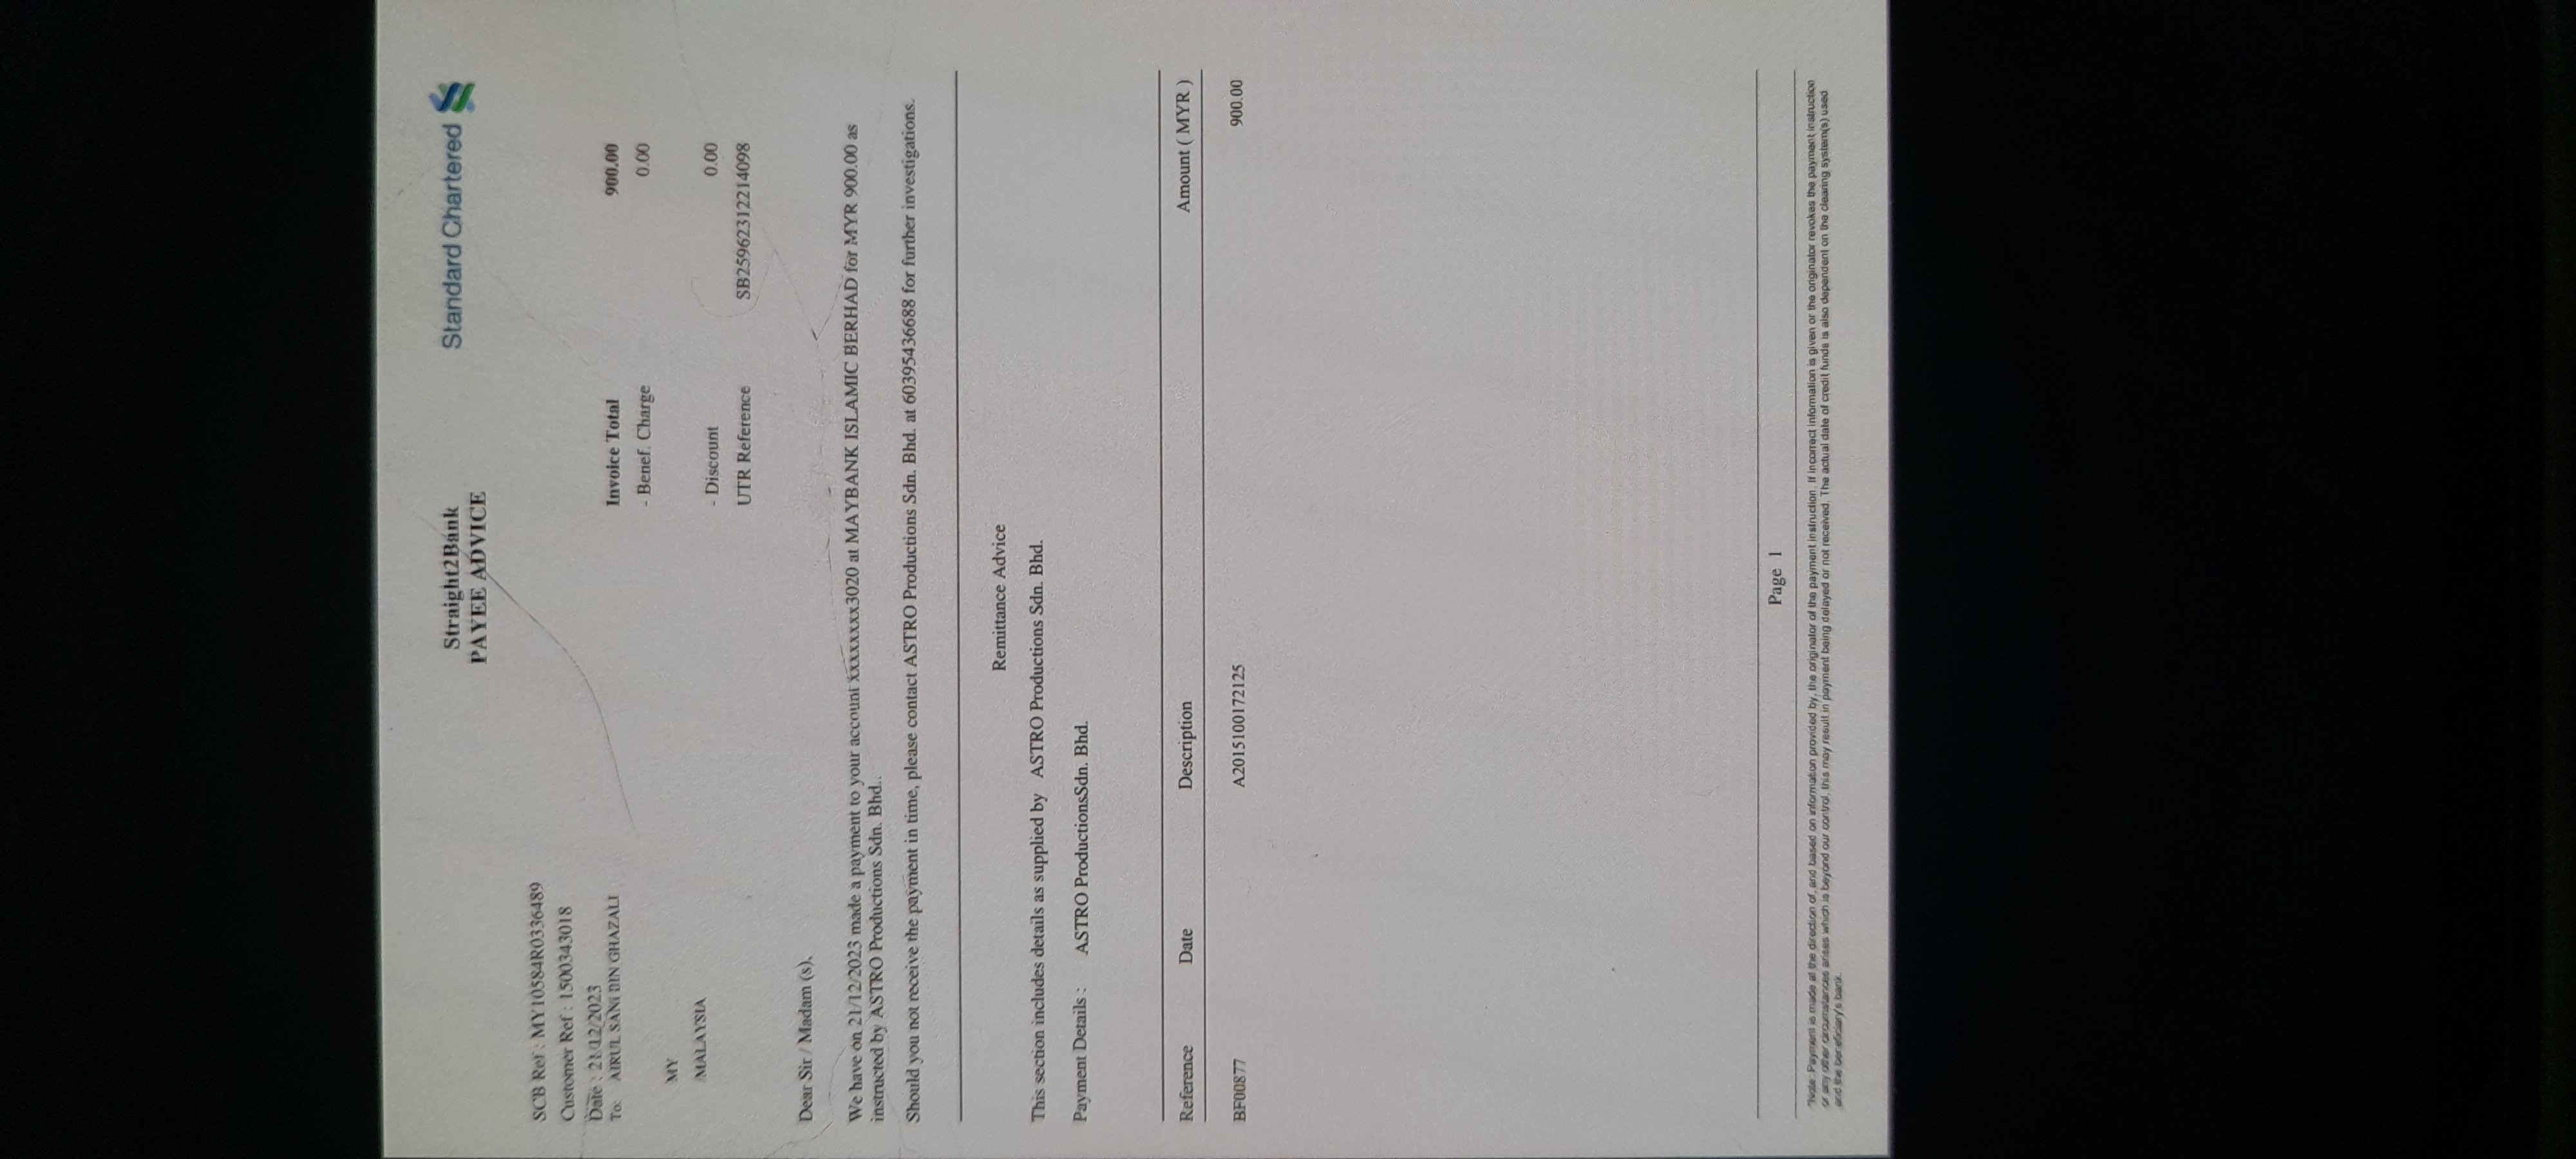 Straight2Bank
PAYEE ADVICE
Standard Chartered
SCB Ref : MY10584R0336489
Customer Ref : 1500343018
Date : 21/12/2023
To: AIRUL SANI BIN GHAZALI
MY
MALAYSIA
Invoice Total 900.00
- Benef. Charge 0.00
- Discount 0.00
UTR Reference SB25962312214098
Dear Sir / Madam (s),
We have on 21/12/2023 made a payment to your account xxxxxxxx3020 at MAYBANK ISLAMIC BERHAD for MYR 900.00 as
instructed by ASTRO Productions Sdn. Bhd..
Should you not receive the payment in time, please contact ASTRO Productions Sdn. Bhd. at 60395436688 for further investigations.
Remittance Advice
This section includes details as supplied by ASTRO Productions Sdn. Bhd.
Payment Details : ASTRO ProductionsSdn. Bhd.
Reference Date Description Amount ( MYR )
BF00877 A2015100172125 900.00
Page 1
*Note: Payment is made at the direction of, and based on information provided by, the originator of the payment instruction. If incorrect information is given or the originator revokes the payment instruction
or any other circumstances arises which is beyond our control, this may result in payment being delayed or not received. The actual date of credit funds is also dependent on the clearing system(s) used
and the beneficiary's bank.